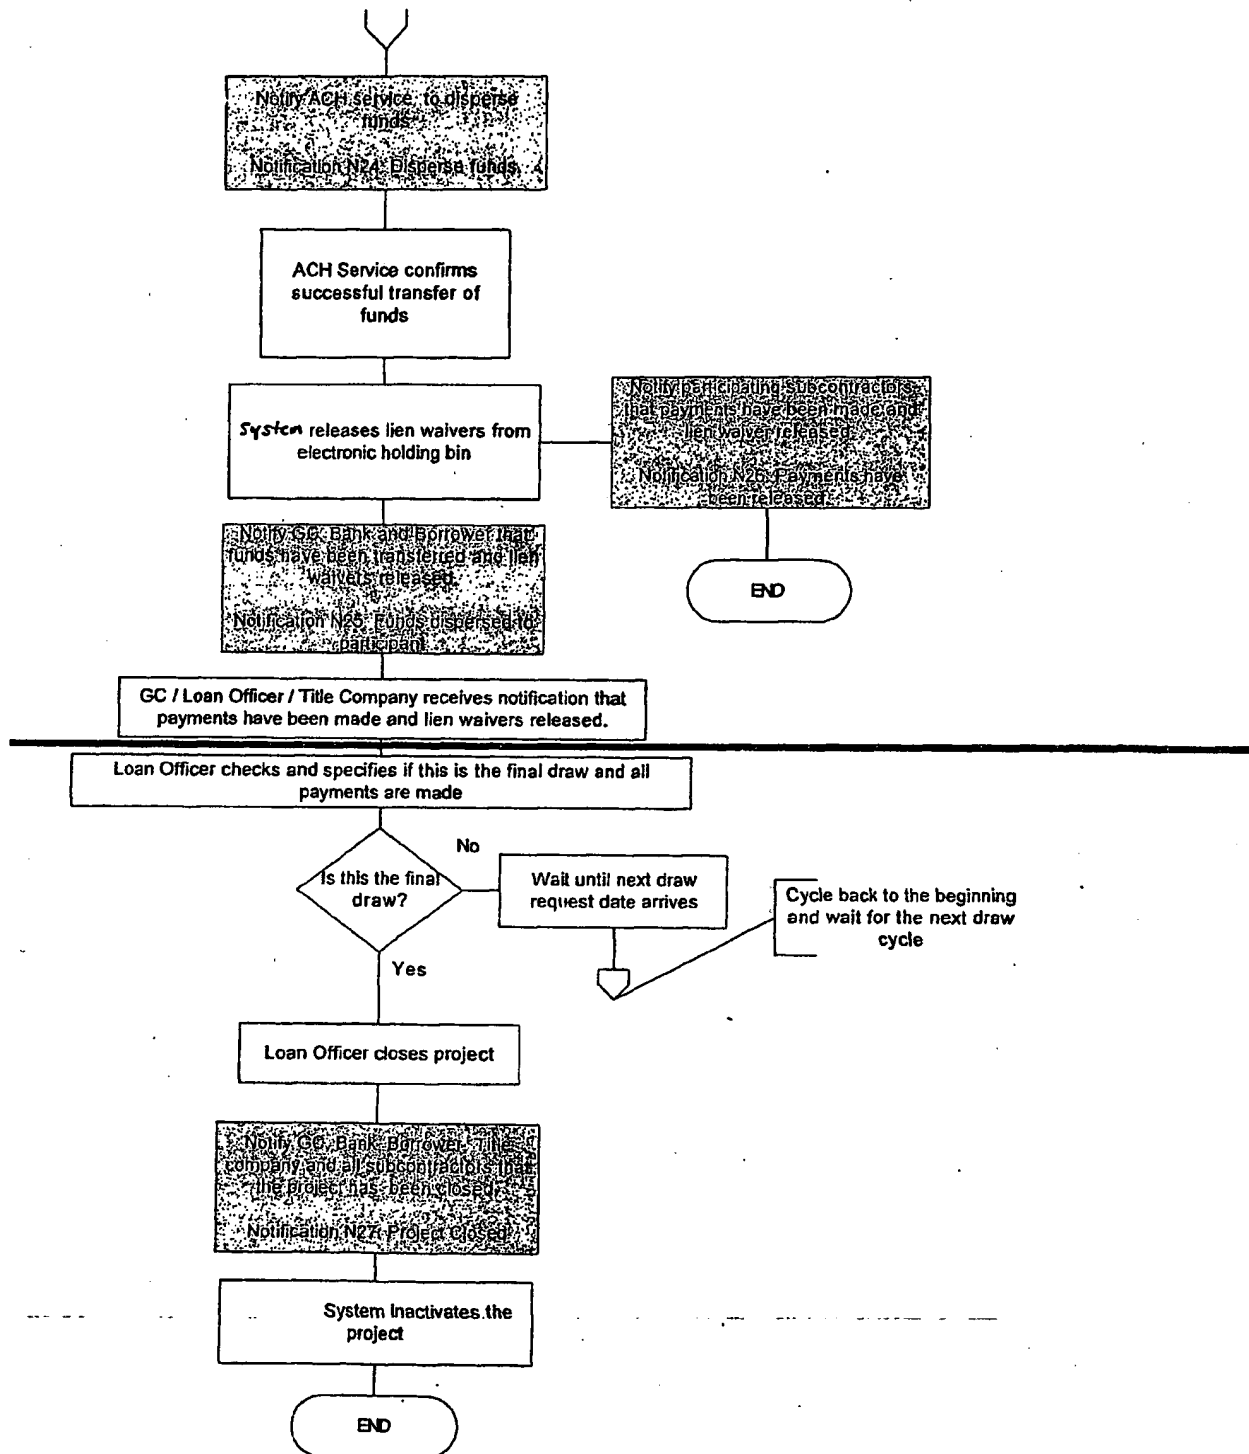 Notify ACH service, to disperse
funds
Notification N24: Disperse funds
ACH Service confirms
successful transfer of
funds
System releases lien waivers from
electronic holding bin
Notify participating subcontractors
that payments have been made and
lien waiver released.
Notification N26: Payments have
been released
END
Notify GC, Bank and Borrower that
funds have been transferred and lien
waivers released.
Notification N25: Funds dispersed to
participant
GC / Loan Officer / Title Company receives notification that
payments have been made and lien waivers released.
Loan Officer checks and specifies if this is the final draw and all
payments are made
Is this the final
draw?
No
Wait until next draw
request date arrives
Cycle back to the beginning
and wait for the next draw
cycle
Yes
Loan Officer closes project
Notify GC, Bank, Borrower, Title
company and all subcontractors that
the project has been closed.
Notification N27: Project Closed
System Inactivates the
project
END